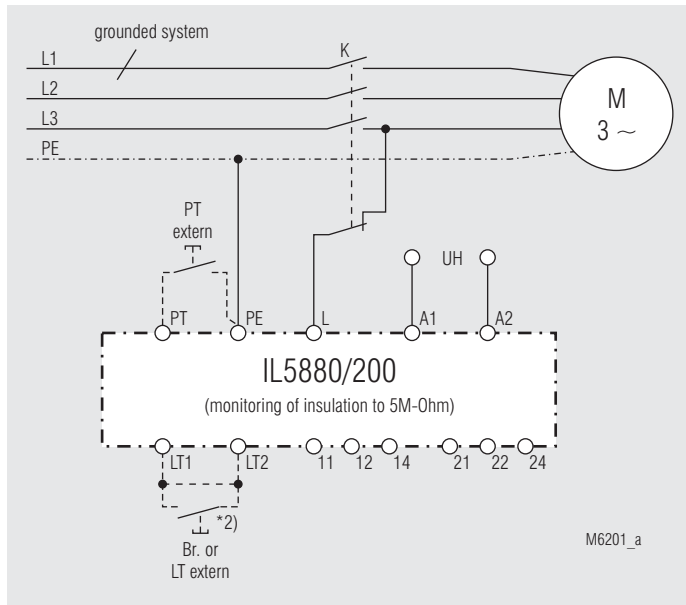 grounded system
L1
K
L2
L3
PE
M
3 ~
PT
extern
UH
PT
PE
L
A1
A2
IL5880/200
(monitoring of insulation to 5M-Ohm)
LT1
LT2
11
12
14
21
22
24
*2)
Br. or
LT extern
M6201_a